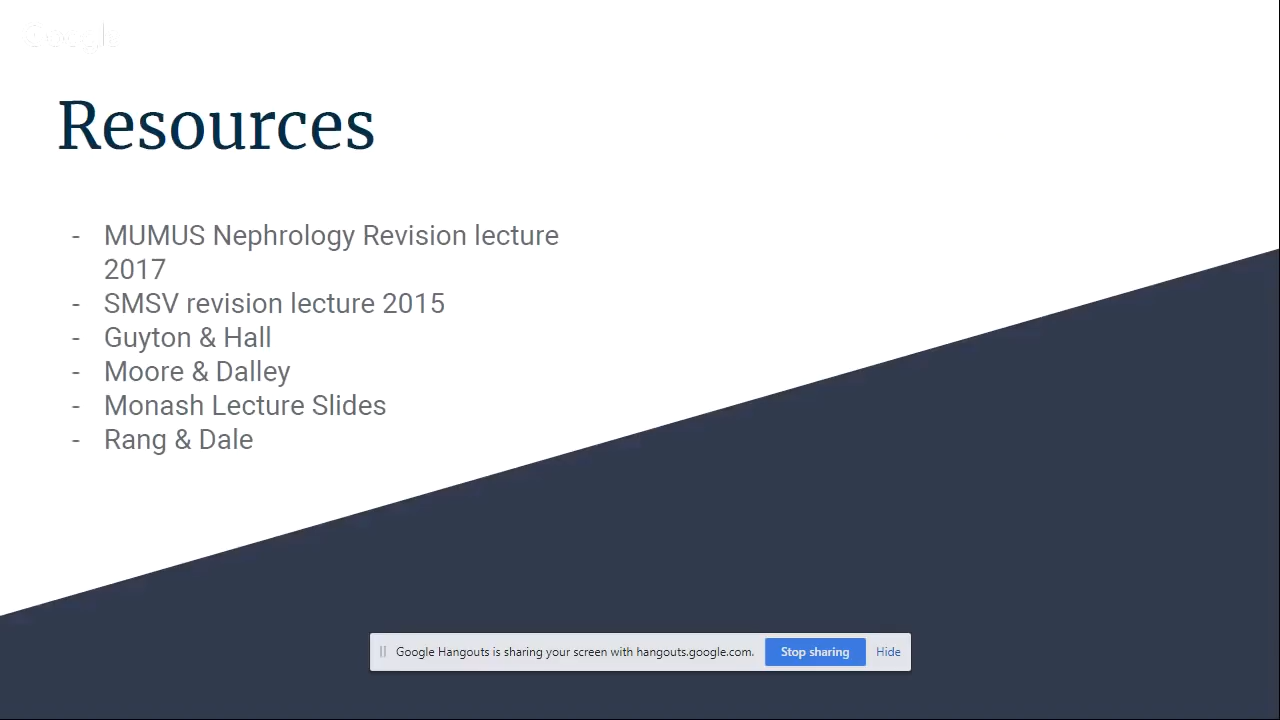 Google
Resources
- MUMUS Nephrology Revision lecture
2017
- SMSV revision lecture 2015
- Guyton & Hall
- Moore & Dalley
- Monash Lecture Slides
- Rang & Dale
Google Hangouts is sharing your screen with hangouts.google.com. Stop sharing Hide